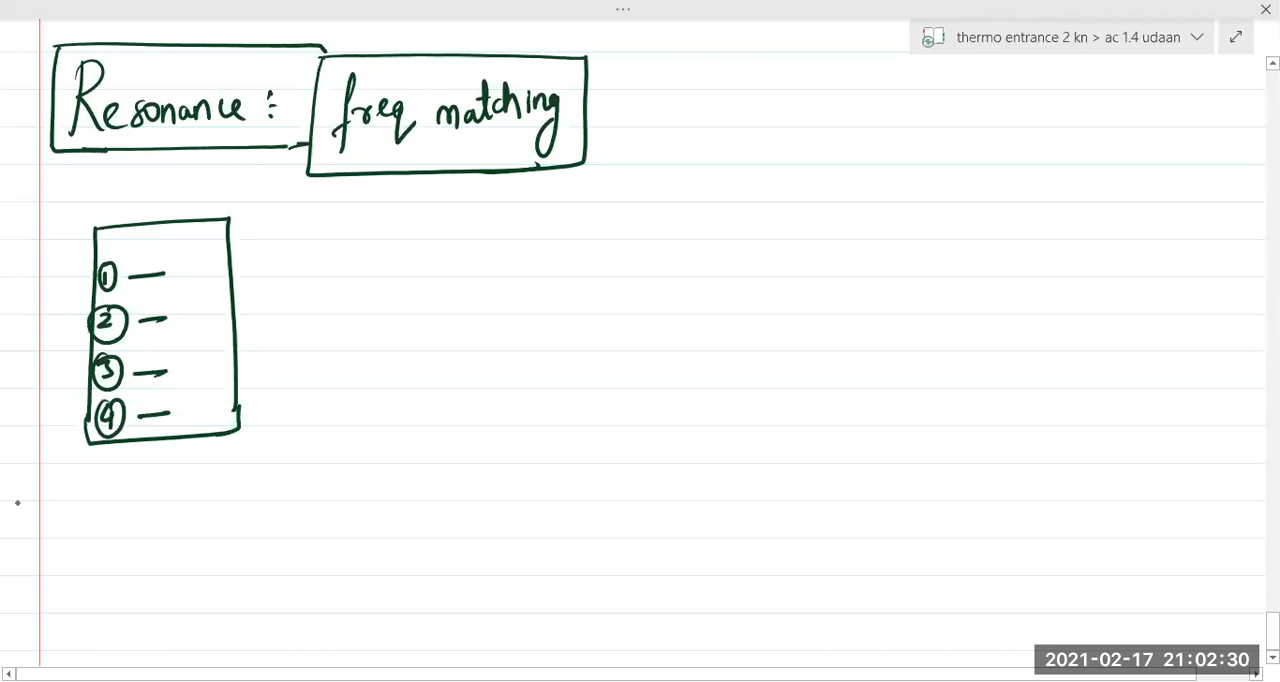 thermo entrance 2 kn > ac 1.4 udaan
Resonance : freq matching
① —
② —
③ —
④ —
2021-02-17 21:02:30